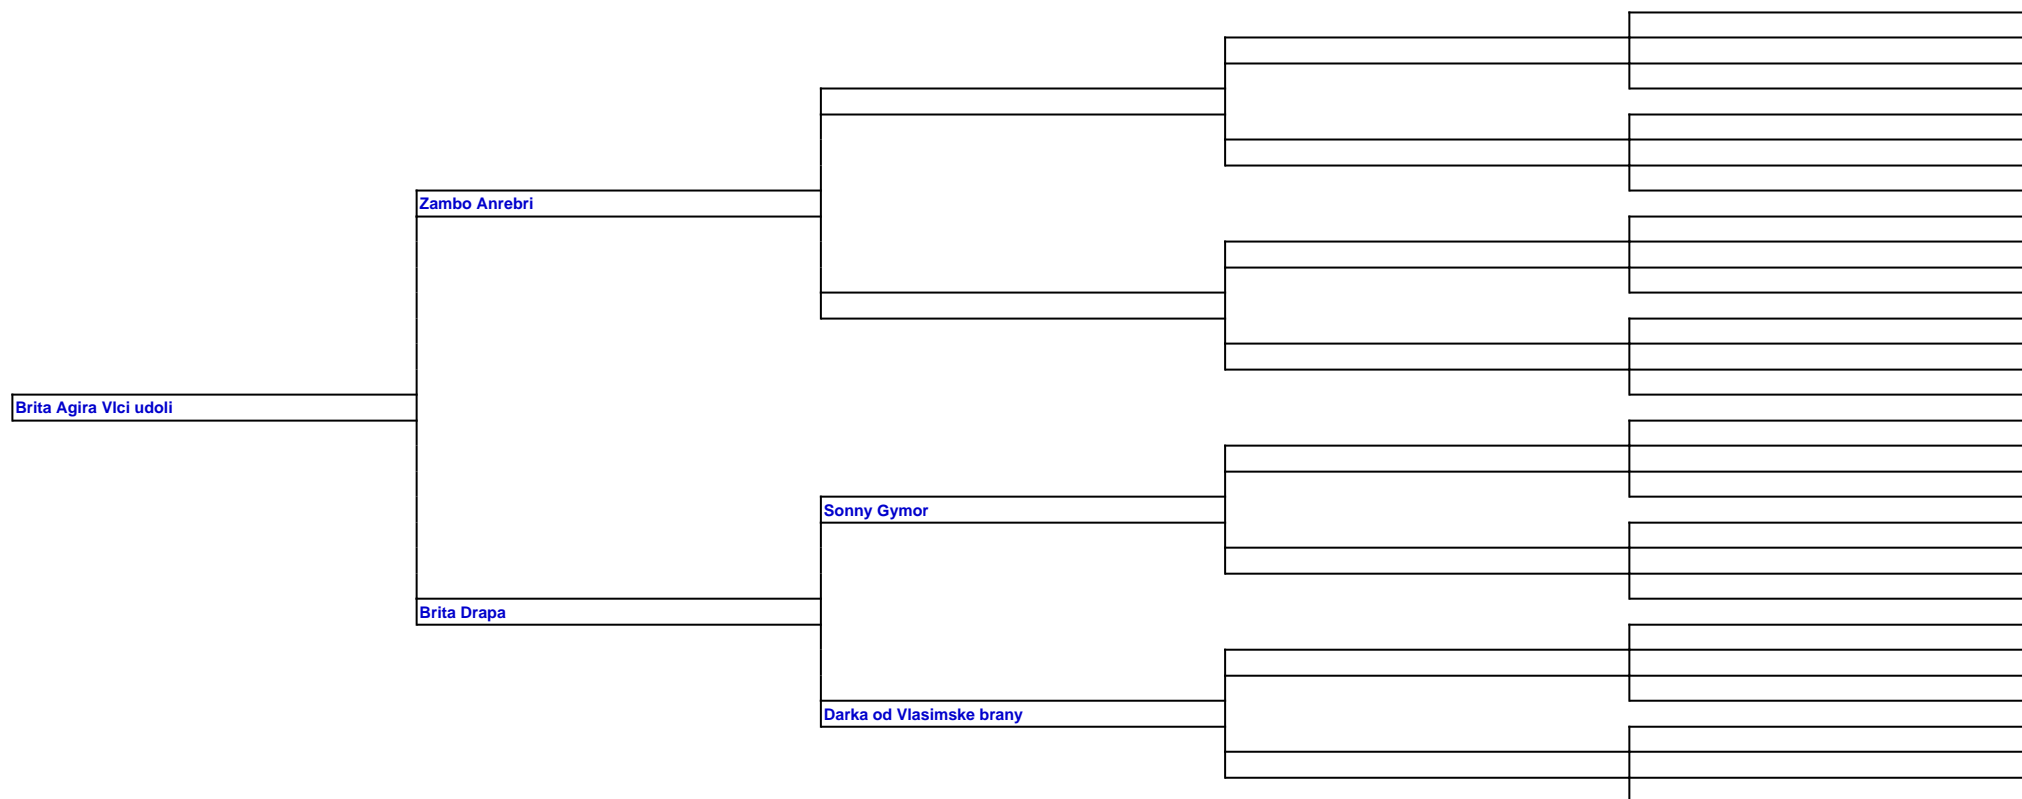 Zambo Anrebri
Brita Agira Vlci udoli
Sonny Gymor
Brita Drapa
Darka od Vlasimske brany